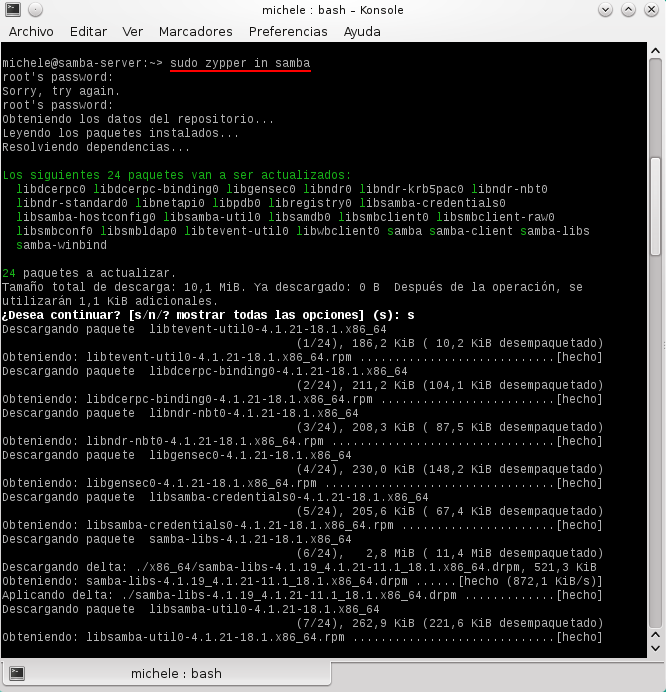 michele : bash – Konsole
Archivo Editar Ver Marcadores Preferencias Ayuda
michele@samba-server:~> sudo zypper in samba
root's password:
Sorry, try again.
root's password:
Obteniendo los datos del repositorio...
Leyendo los paquetes instalados...
Resolviendo dependencias...
Los siguientes 24 paquetes van a ser actualizados:
libdcerpc0 libdcerpc-binding0 libgensec0 libndr0 libndr-krb5pac0 libndr-nbt0
libndr-standard0 libnetapi0 libpdb0 libregistry0 libsamba-credentials0
libsamba-hostconfig0 libsamba-util0 libsamdb0 libsmbclient0 libsmbclient-raw0
libsmbconf0 libsmbldap0 libtevent-util0 libwbclient0 samba samba-client samba-libs
samba-winbind
24 paquetes a actualizar.
Tamaño total de descarga: 10,1 MiB. Ya descargado: 0 B  Después de la operación, se
utilizarán 1,1 KiB adicionales.
¿Desea continuar? [s/n/? mostrar todas las opciones] (s): s
Descargando paquete  libtevent-util0-4.1.21-18.1.x86_64
(1/24), 186,2 KiB ( 10,2 KiB desempaquetado)
Obteniendo: libtevent-util0-4.1.21-18.1.x86_64.rpm ............................[hecho]
Descargando paquete  libdcerpc-binding0-4.1.21-18.1.x86_64
(2/24), 211,2 KiB (104,1 KiB desempaquetado)
Obteniendo: libdcerpc-binding0-4.1.21-18.1.x86_64.rpm .........................[hecho]
Descargando paquete  libndr-nbt0-4.1.21-18.1.x86_64
(3/24), 208,3 KiB ( 87,5 KiB desempaquetado)
Obteniendo: libndr-nbt0-4.1.21-18.1.x86_64.rpm ................................[hecho]
Descargando paquete  libgensec0-4.1.21-18.1.x86_64
(4/24), 230,0 KiB (148,2 KiB desempaquetado)
Obteniendo: libgensec0-4.1.21-18.1.x86_64.rpm .................................[hecho]
Descargando paquete  libsamba-credentials0-4.1.21-18.1.x86_64
(5/24), 205,6 KiB ( 67,4 KiB desempaquetado)
Obteniendo: libsamba-credentials0-4.1.21-18.1.x86_64.rpm ......................[hecho]
Descargando paquete  samba-libs-4.1.21-18.1.x86_64
(6/24),   2,8 MiB ( 11,4 MiB desempaquetado)
Descargando delta: ./x86_64/samba-libs-4.1.19_4.1.21-11.1_18.1.x86_64.drpm, 521,3 KiB
Obteniendo: samba-libs-4.1.19_4.1.21-11.1_18.1.x86_64.drpm ......[hecho (872,1 KiB/s)]
Aplicando delta: ./samba-libs-4.1.19_4.1.21-11.1_18.1.x86_64.drpm .............[hecho]
Descargando paquete  libsamba-util0-4.1.21-18.1.x86_64
(7/24), 262,9 KiB (221,6 KiB desempaquetado)
Obteniendo: libsamba-util0-4.1.21-18.1.x86_64.rpm .............................[hecho]
michele : bash